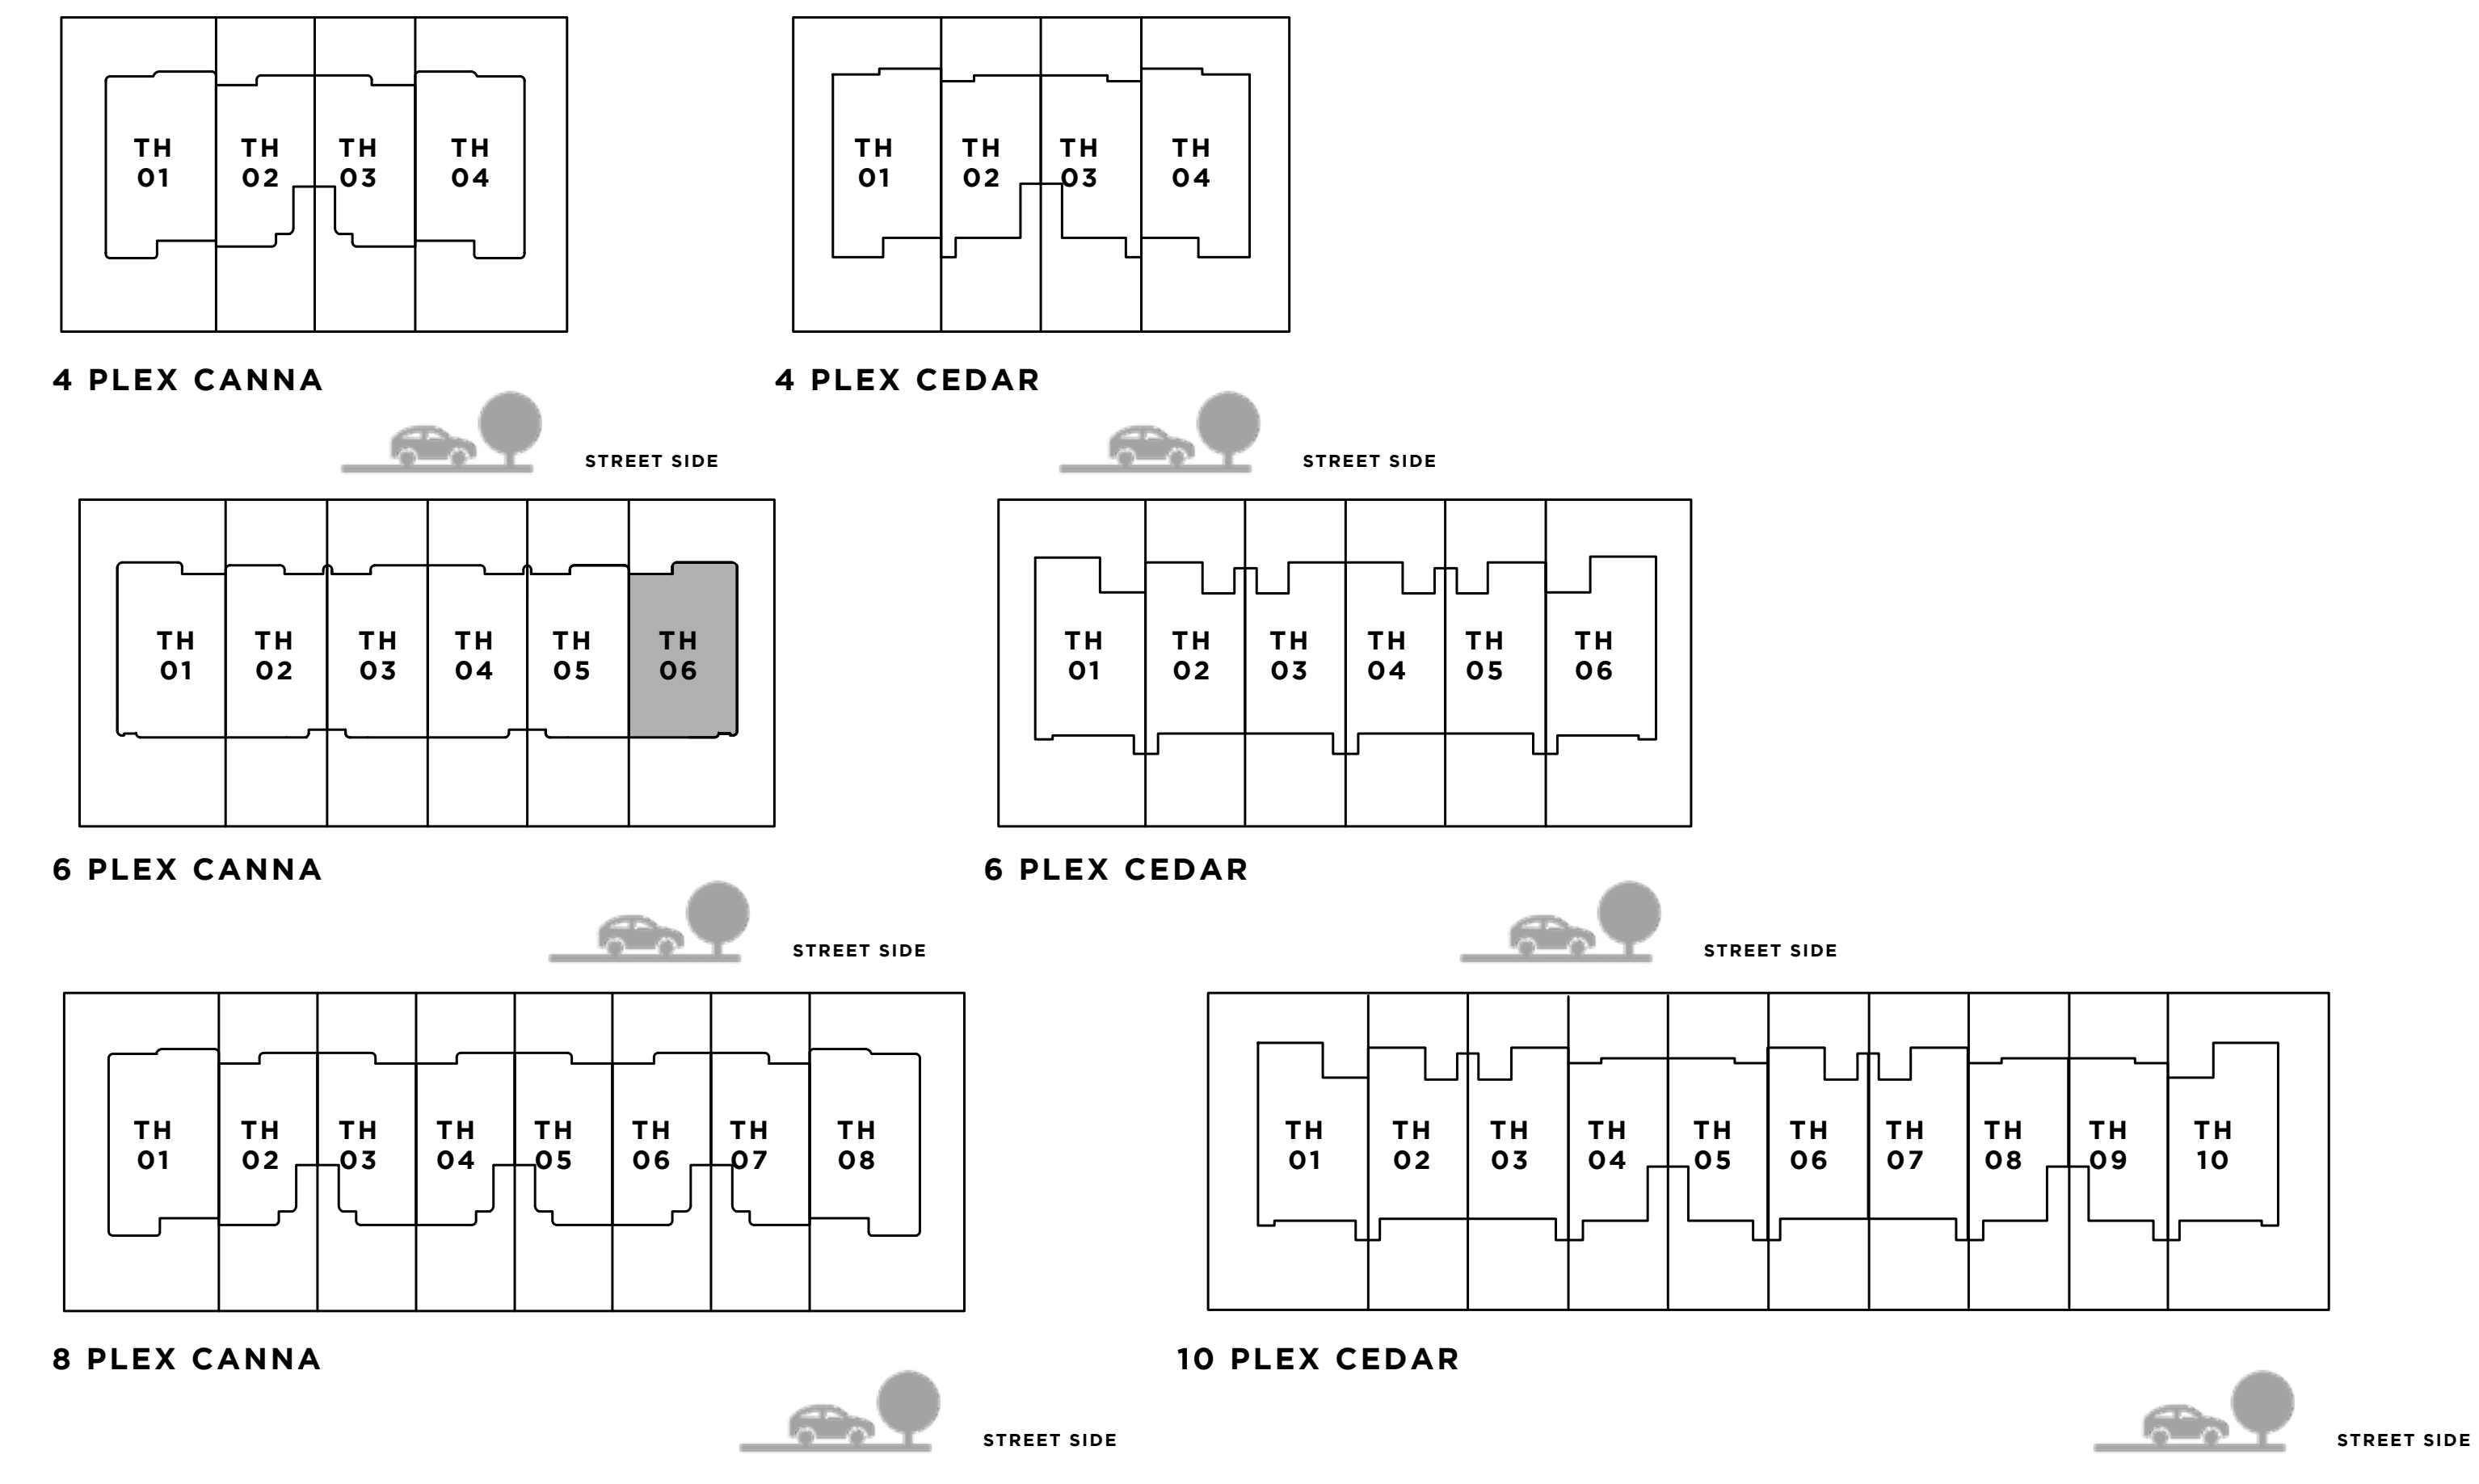 TH TH TH TH
01 02 03 04
4 PLEX CANNA
STREET SIDE
TH TH TH TH
01 02 03 04
4 PLEX CEDAR
STREET SIDE
TH TH TH TH TH TH
01 02 03 04 05 06
6 PLEX CANNA
STREET SIDE
TH TH TH TH TH TH
01 02 03 04 05 06
6 PLEX CEDAR
STREET SIDE
TH TH TH TH TH TH TH TH
01 02 03 04 05 06 07 08
8 PLEX CANNA
STREET SIDE
TH TH TH TH TH TH TH TH TH TH
01 02 03 04 05 06 07 08 09 10
10 PLEX CEDAR
STREET SIDE